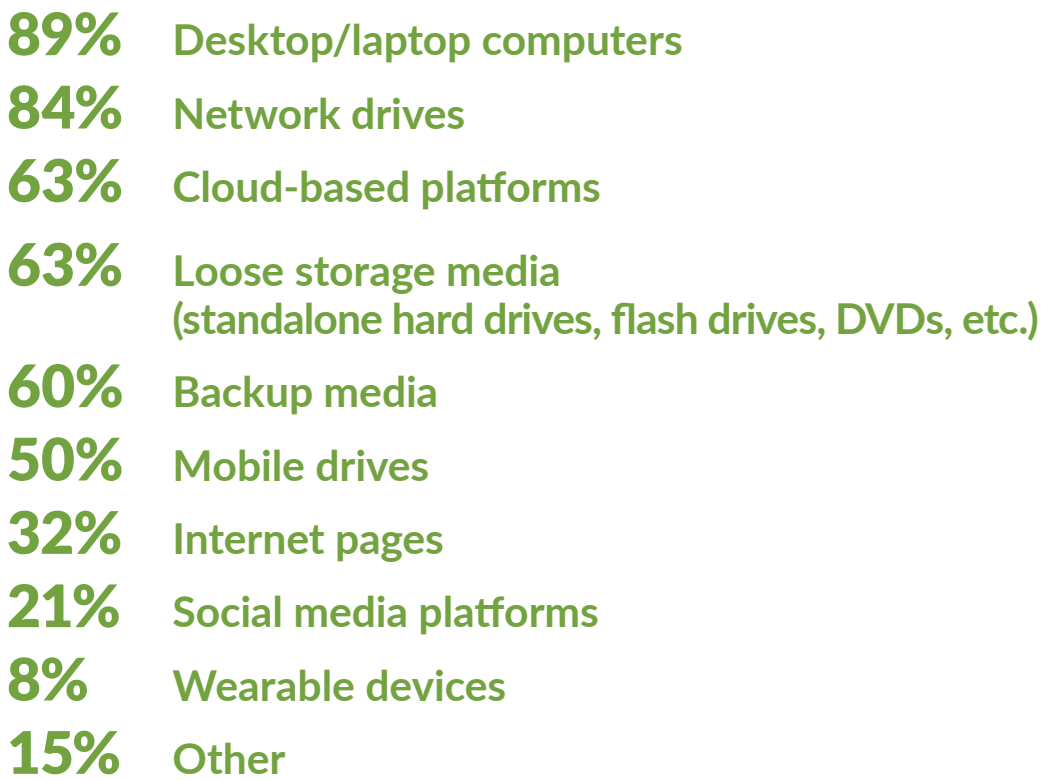 89% Desktop/laptop computers
84% Network drives
63% Cloud-based platforms
63% Loose storage media
(standalone hard drives, flash drives, DVDs, etc.)
60% Backup media
50% Mobile drives
32% Internet pages
21% Social media platforms
8% Wearable devices
15% Other